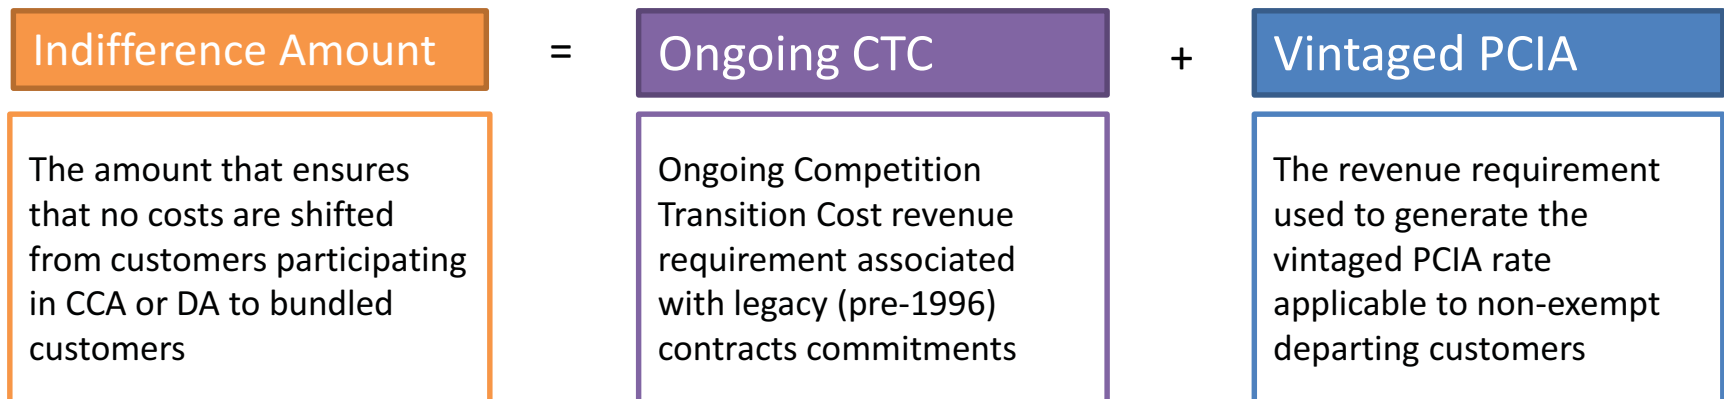 Indifference Amount = Ongoing CTC + Vintaged PCIA
The amount that ensures
that no costs are shifted
from customers participating
in CCA or DA to bundled
customers
Ongoing Competition
Transition Cost revenue
requirement associated
with legacy (pre-1996)
contracts commitments
The revenue requirement
used to generate the
vintaged PCIA rate
applicable to non-exempt
departing customers